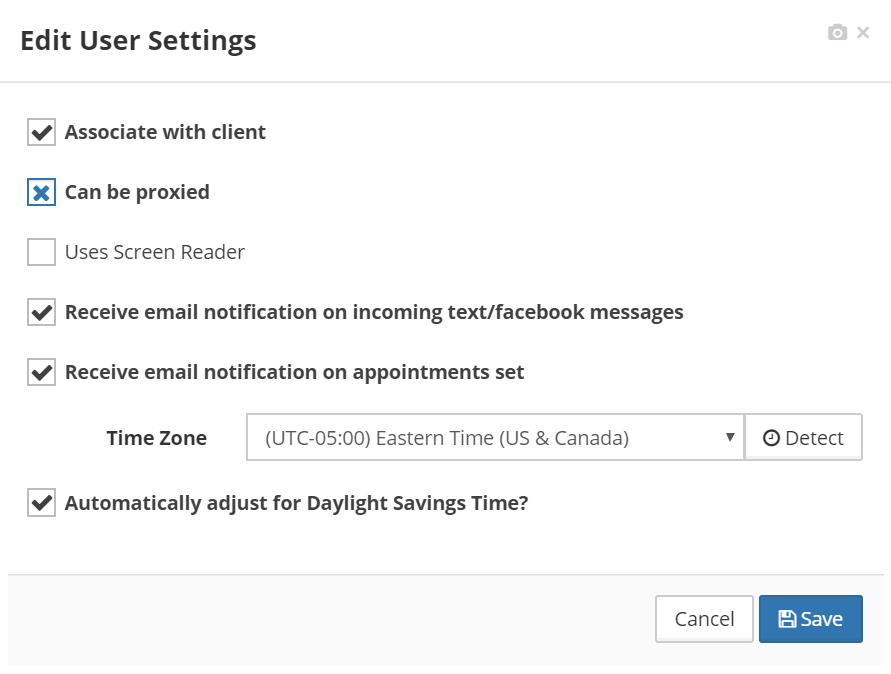 Edit User Settings
Associate with client
Can be proxied
Uses Screen Reader
Receive email notification on incoming text/facebook messages
Receive email notification on appointments set
Time Zone (UTC-05:00) Eastern Time (US & Canada) Detect
Automatically adjust for Daylight Savings Time?
Cancel Save